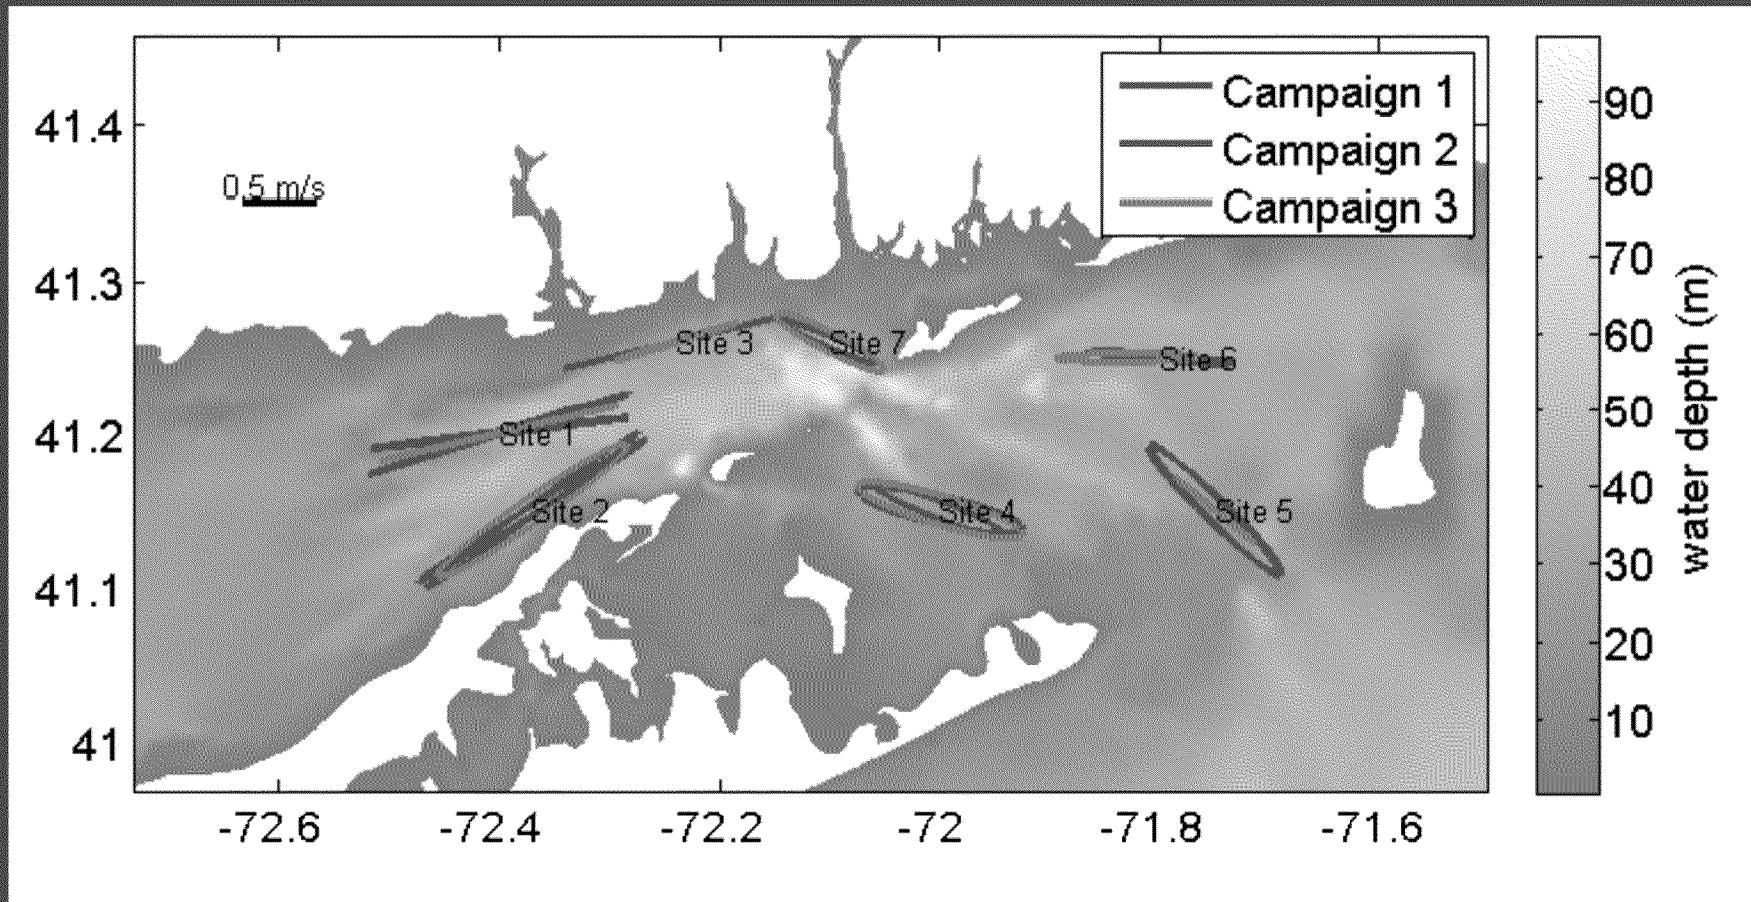 Campaign 1
Campaign 2
Campaign 3
0.5 m/s
41.4
41.3
41.2
41.1
41
Site 3
Site 7
Site 6
Site 1
Site 2
Site 4
Site 5
-72.6
-72.4
-72.2
-72
-71.8
-71.6
90
80
70
60
50
40
30
20
10
water depth (m)